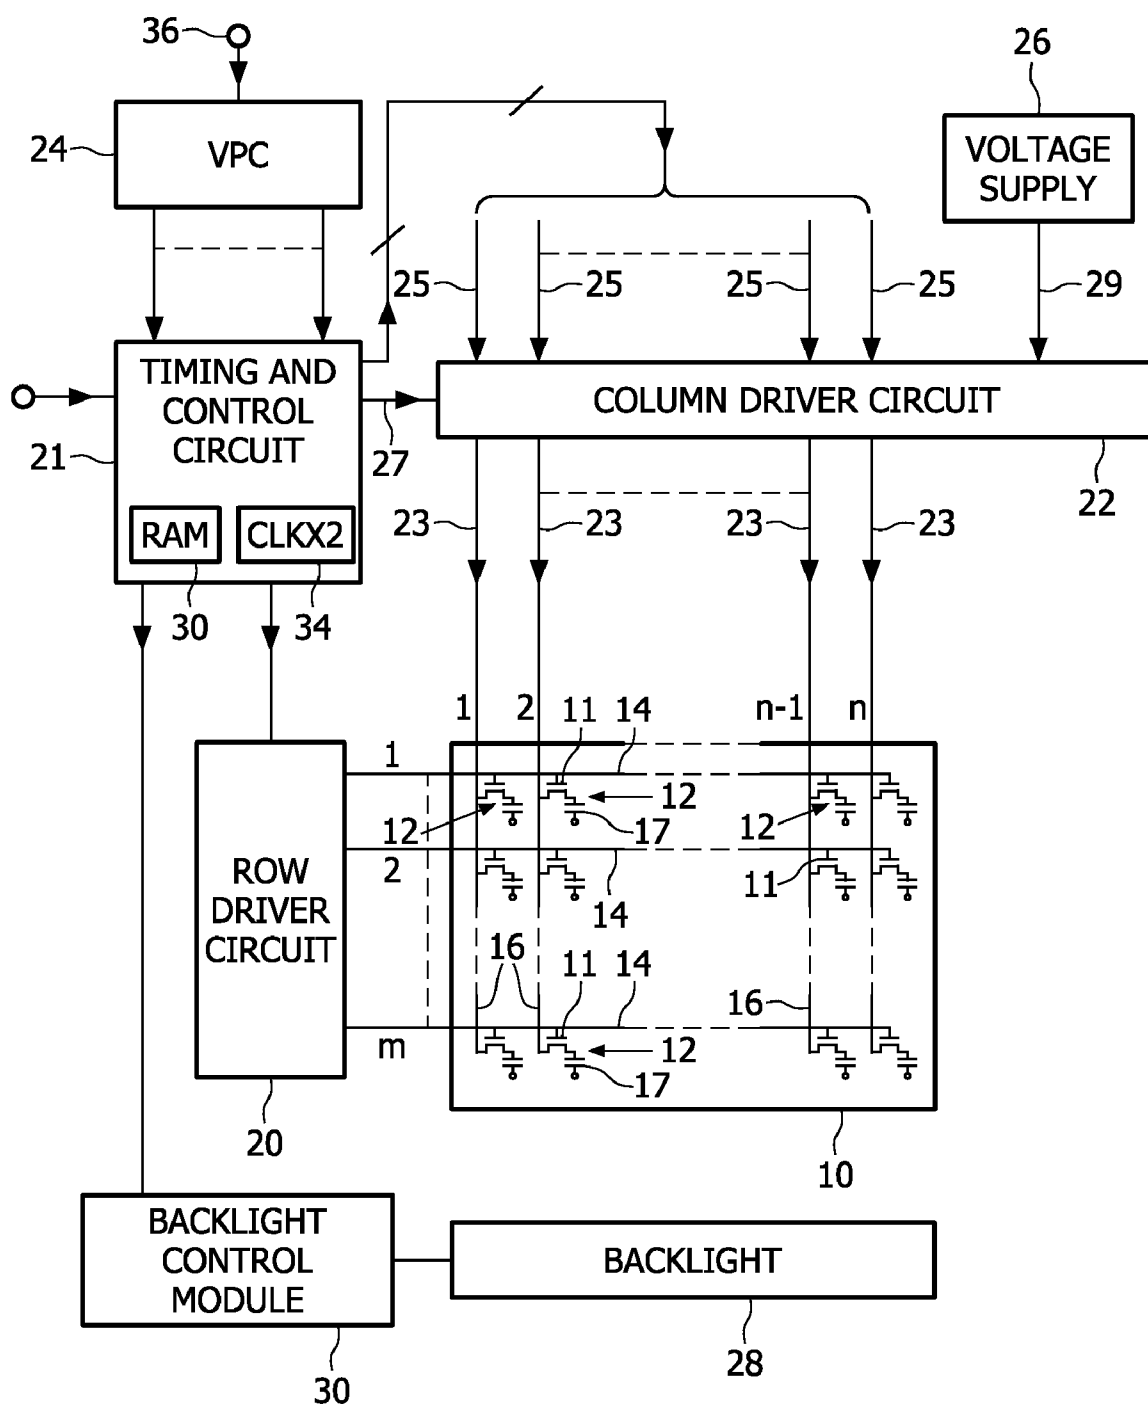 36
26
24
VPC
VOLTAGE
SUPPLY
25
25
25
25
29
TIMING AND
CONTROL
CIRCUIT
COLUMN DRIVER CIRCUIT
21
27
22
RAM
CLKX2
23
23
23
23
30
34
1
2
n-1
n
11
14
1
12
12
12
17
2
11
14
ROW
DRIVER
CIRCUIT
16
11
14
16
m
12
17
20
10
BACKLIGHT
CONTROL
MODULE
BACKLIGHT
30
28